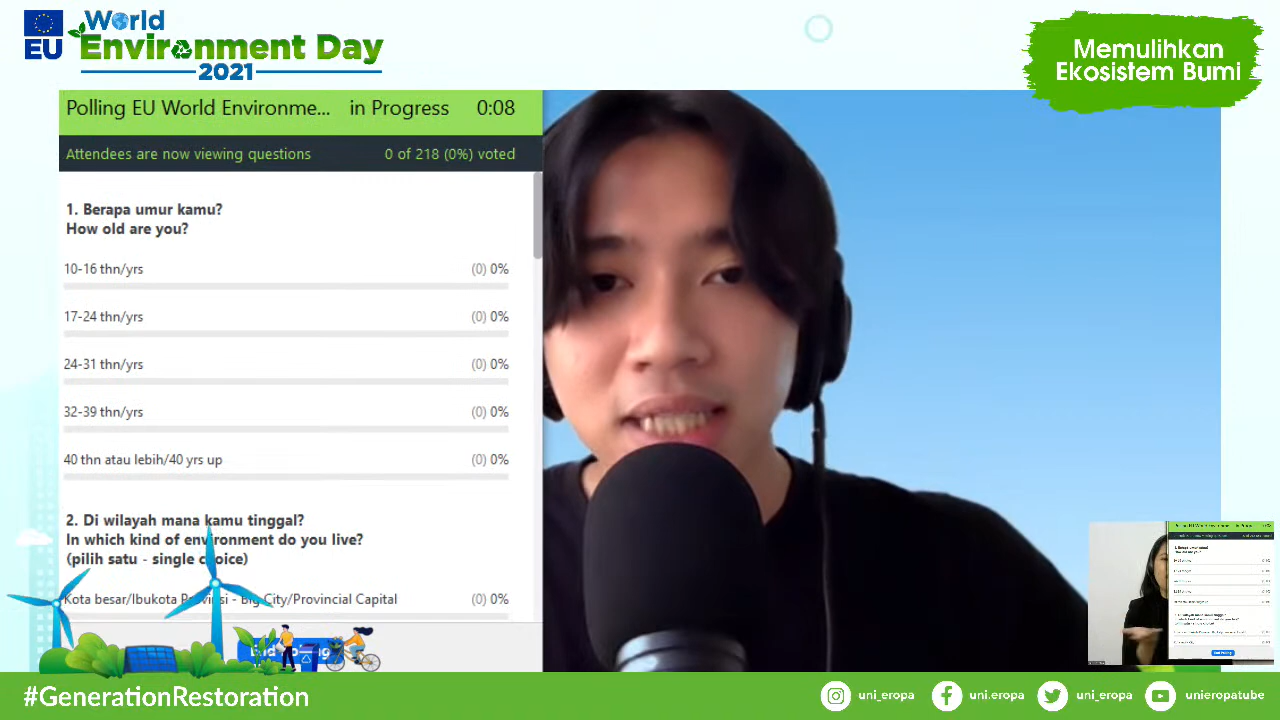 EU
World
Environment Day
2021
Memulihkan
Ekosistem Bumi
Polling EU World Environme... in Progress 0:08
Attendees are now viewing questions 0 of 218 (0%) voted
1. Berapa umur kamu?
How old are you?
10-16 thn/yrs (0) 0%
17-24 thn/yrs (0) 0%
24-31 thn/yrs (0) 0%
32-39 thn/yrs (0) 0%
40 thn atau lebih/40 yrs up (0) 0%
2. Di wilayah mana kamu tinggal?
In which kind of environment do you live?
(pilih satu - single choice)
Kota besar/Ibukota Provinsi - Big City/Provincial Capital (0) 0%
#GenerationRestoration
uni_eropa
uni.eropa
uni_eropa
unieropatube